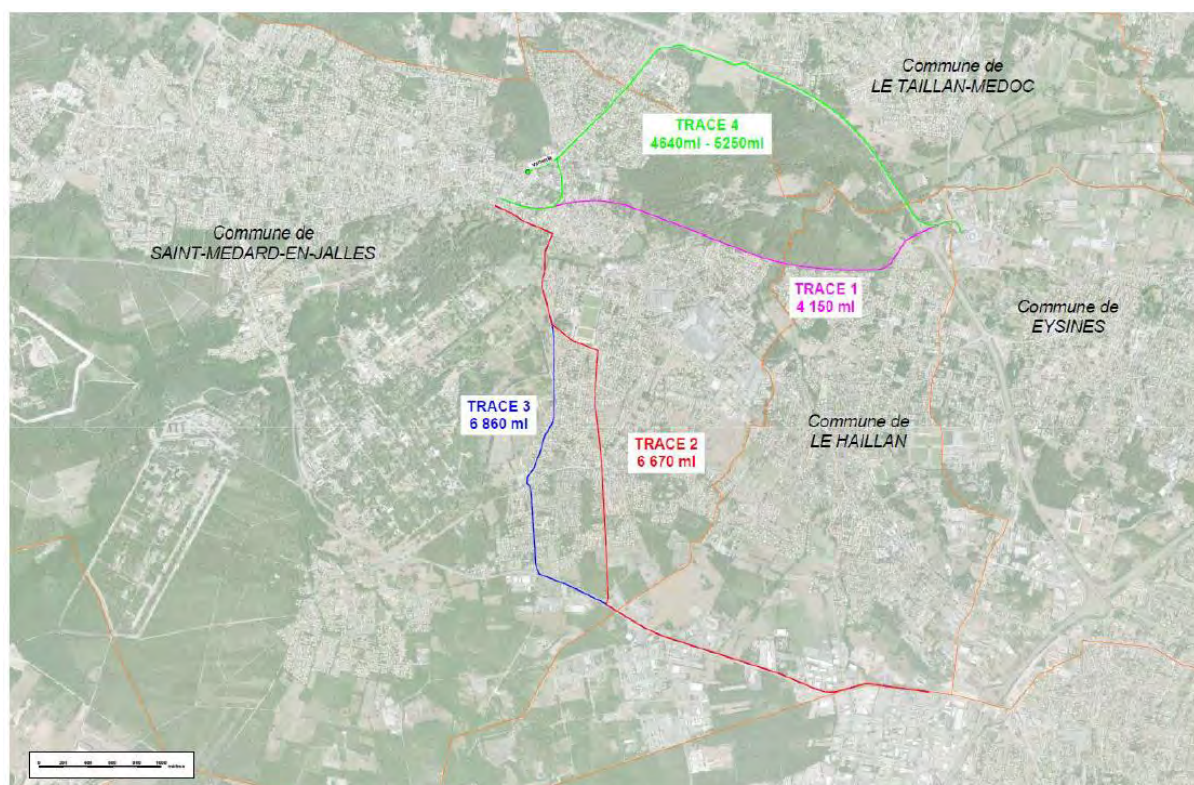 Commune de
LE TAILLAN-MEDOC
TRACE 4
4640ml - 5250ml
Commune de
SAINT-MEDARD-EN-JALLES
TRACE 1
4 150 ml
Commune de
EYSINES
TRACE 3
6 860 ml
Commune de
LE HAILLAN
TRACE 2
6 670 ml